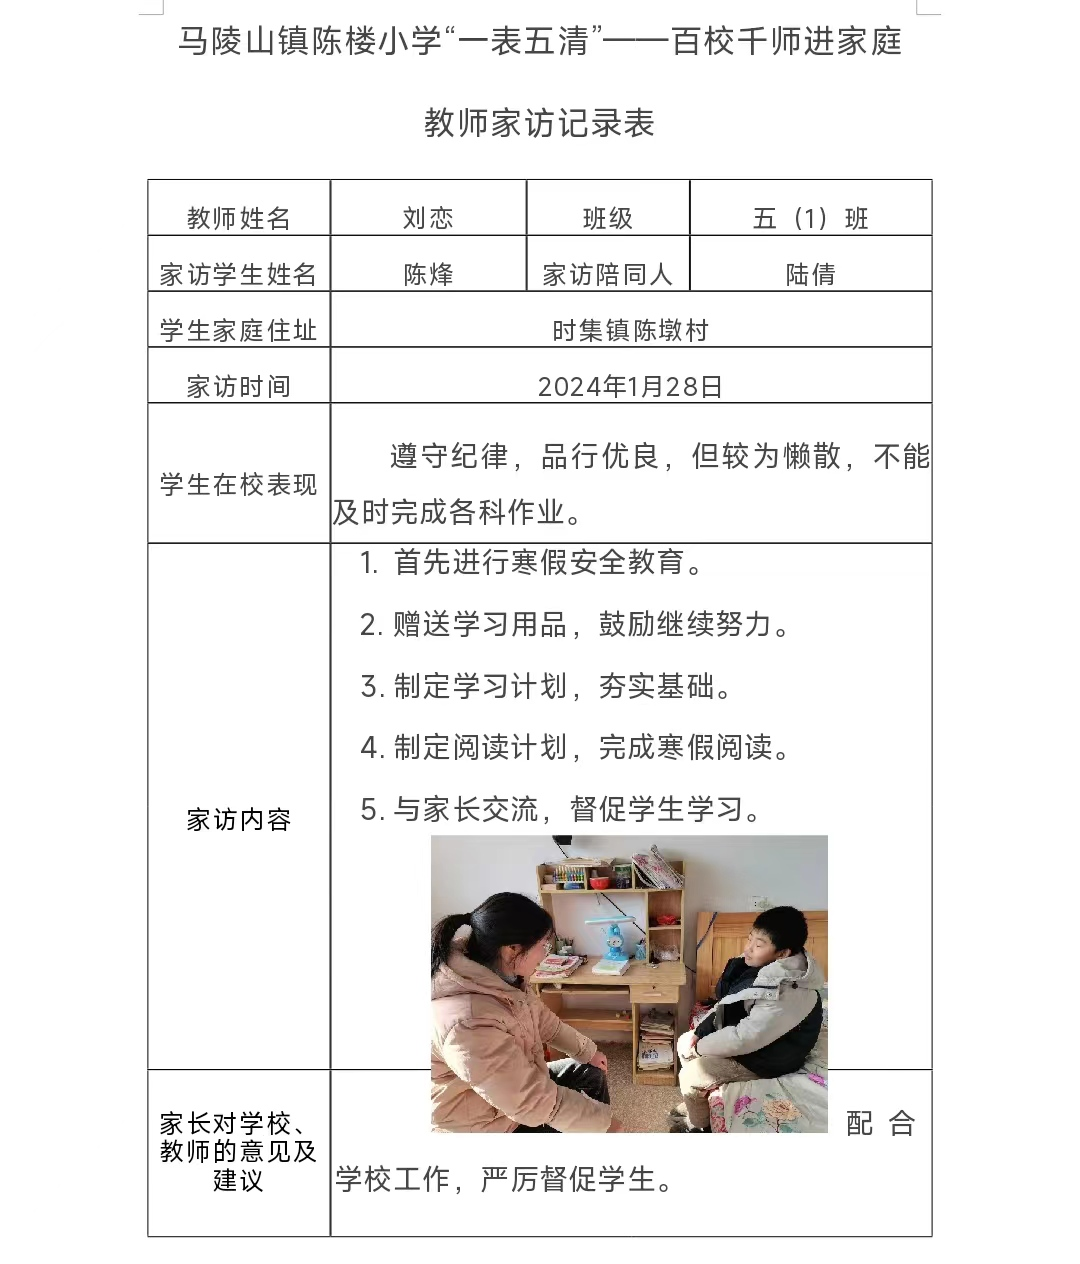 马陵山镇陈楼小学“一表五清”——百校千师进家庭
教师家访记录表
教师姓名 刘恋 班级 五（1）班
家访学生姓名 陈烽 家访陪同人 陆倩
学生家庭住址 时集镇陈墩村
家访时间 2024年1月28日
学生在校表现
遵守纪律，品行优良，但较为懒散，不能
及时完成各科作业。
家访内容
1. 首先进行寒假安全教育。
2. 赠送学习用品，鼓励继续努力。
3. 制定学习计划，夯实基础。
4. 制定阅读计划，完成寒假阅读。
5. 与家长交流，督促学生学习。
家长对学校、
教师的意见及
建议
配合
学校工作，严厉督促学生。